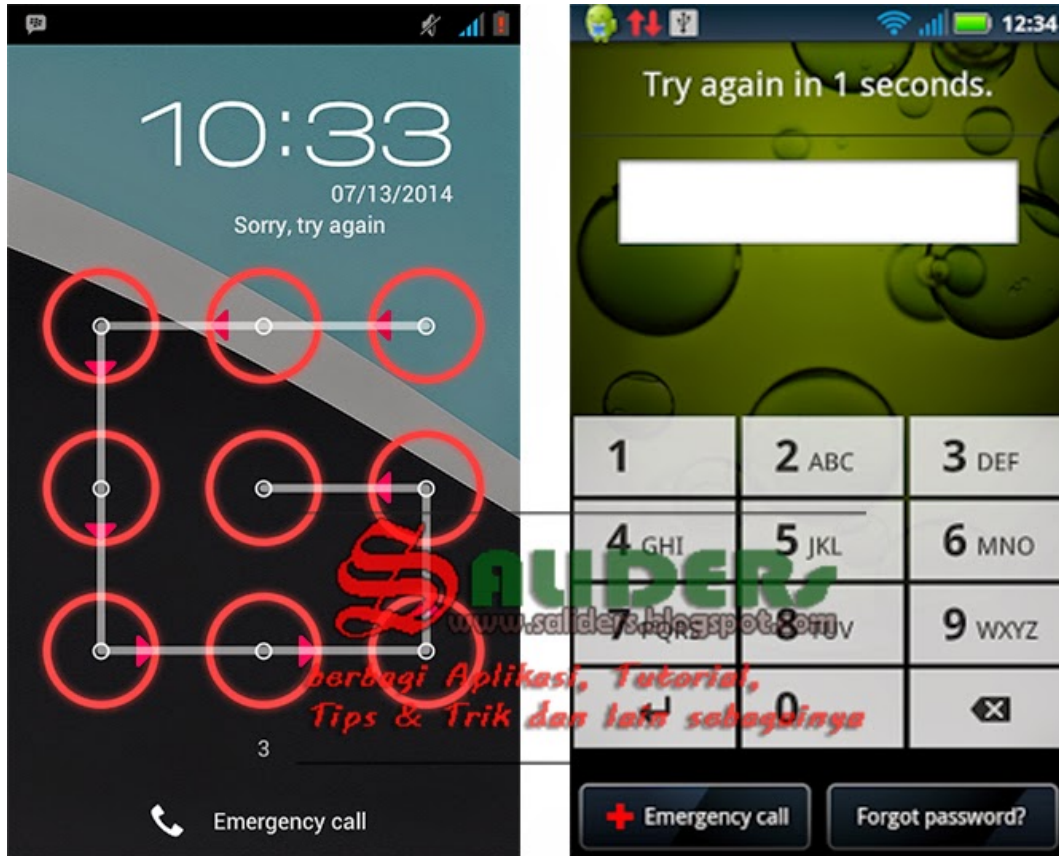 10:33
07/13/2014
Sorry, try again
3
Emergency call
12:34
Try again in 1 seconds.
1
2 ABC
3 DEF
4 GHI
5 JKL
6 MNO
7 PQRS
8 TUV
9 WXYZ
0
Emergency call
Forgot password?
SALIDERs
www.saliders.blogspot.com
berbagi Aplikasi, Tutorial,
Tips & Trik dan lain sebagainya